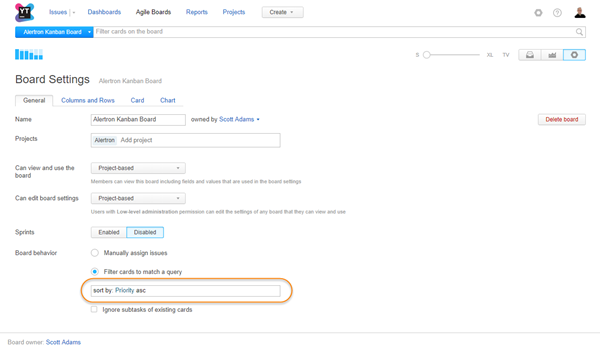 YT
Issues Dashboards Agile Boards Reports Projects Create
Alertron Kanban Board Filter cards on the board
S XL TV
Board Settings Alertron Kanban Board
General Columns and Rows Card Chart
Name Alertron Kanban Board owned by Scott Adams Delete board
Projects Alertron Add project
Can view and use the board Project-based
Members can view this board including fields and values that are used in the board settings
Can edit board settings Project-based
Users with Low-level administration permission can edit the settings of any board that they can view and use
Sprints Enabled Disabled
Board behavior Manually assign issues
Filter cards to match a query
sort by: Priority asc
Ignore subtasks of existing cards
Board owner: Scott Adams